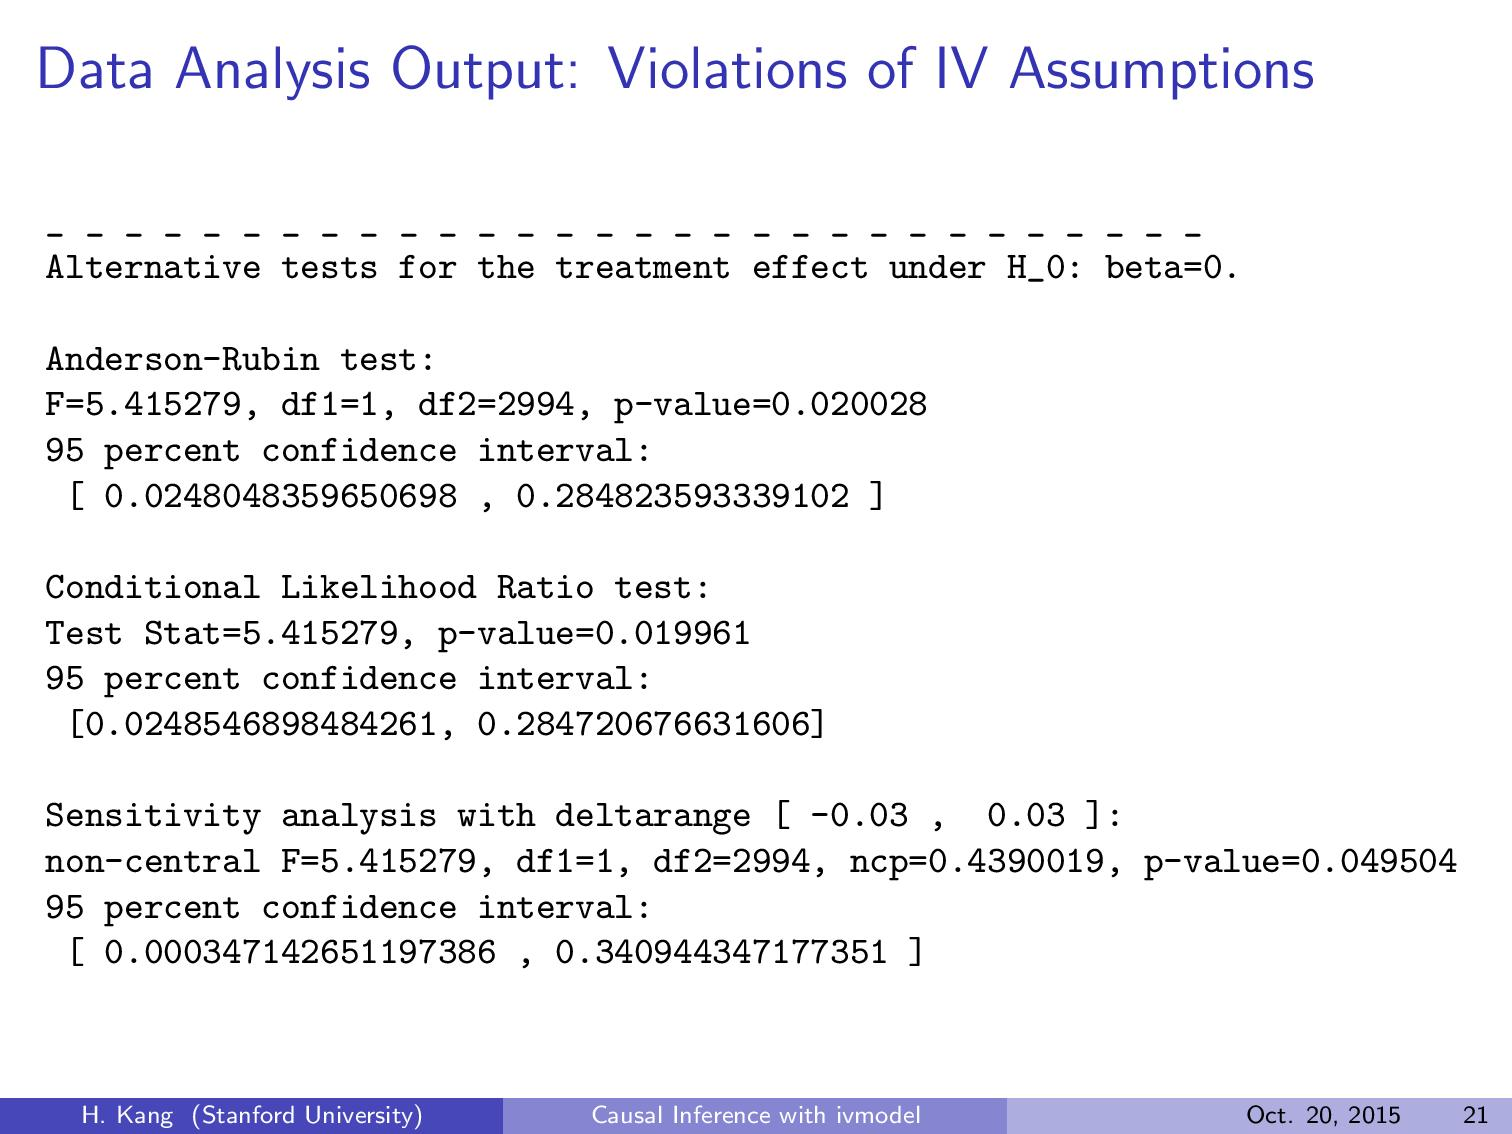 Data Analysis Output: Violations of IV Assumptions
- - - - - - - - - - - - - - - - - - - - - - - - - - - - - -
Alternative tests for the treatment effect under H_0: beta=0.
Anderson-Rubin test:
F=5.415279, df1=1, df2=2994, p-value=0.020028
95 percent confidence interval:
[ 0.0248048359650698 , 0.284823593339102 ]
Conditional Likelihood Ratio test:
Test Stat=5.415279, p-value=0.019961
95 percent confidence interval:
[0.0248546898484261, 0.284720676631606]
Sensitivity analysis with deltarange [ -0.03 ,  0.03 ]:
non-central F=5.415279, df1=1, df2=2994, ncp=0.4390019, p-value=0.049504
95 percent confidence interval:
[ 0.000347142651197386 , 0.340944347177351 ]
H. Kang (Stanford University) Causal Inference with ivmodel Oct. 20, 2015 21